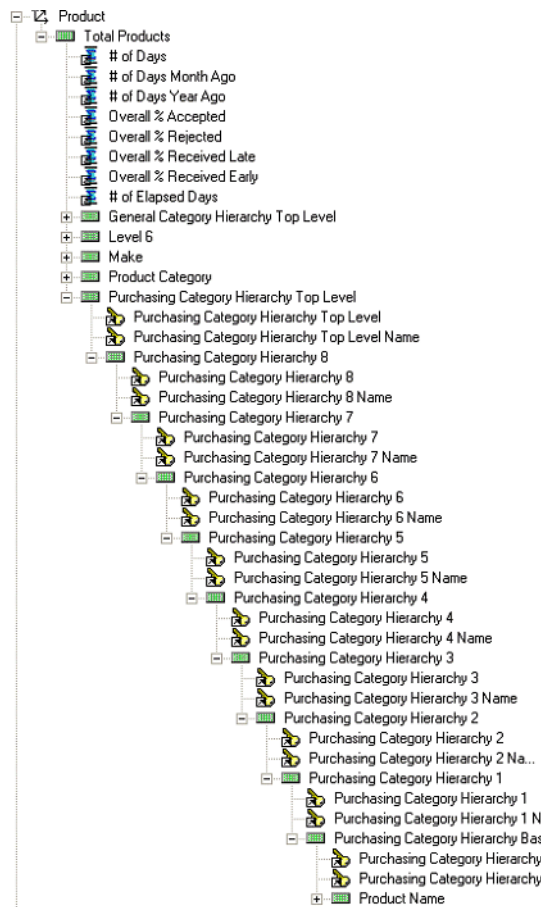 Product
Total Products
# of Days
# of Days Month Ago
# of Days Year Ago
Overall % Accepted
Overall % Rejected
Overall % Received Late
Overall % Received Early
# of Elapsed Days
General Category Hierarchy Top Level
Level 6
Make
Product Category
Purchasing Category Hierarchy Top Level
Purchasing Category Hierarchy Top Level
Purchasing Category Hierarchy Top Level Name
Purchasing Category Hierarchy 8
Purchasing Category Hierarchy 8
Purchasing Category Hierarchy 8 Name
Purchasing Category Hierarchy 7
Purchasing Category Hierarchy 7
Purchasing Category Hierarchy 7 Name
Purchasing Category Hierarchy 6
Purchasing Category Hierarchy 6
Purchasing Category Hierarchy 6 Name
Purchasing Category Hierarchy 5
Purchasing Category Hierarchy 5
Purchasing Category Hierarchy 5 Name
Purchasing Category Hierarchy 4
Purchasing Category Hierarchy 4
Purchasing Category Hierarchy 4 Name
Purchasing Category Hierarchy 3
Purchasing Category Hierarchy 3
Purchasing Category Hierarchy 3 Name
Purchasing Category Hierarchy 2
Purchasing Category Hierarchy 2
Purchasing Category Hierarchy 2 Na...
Purchasing Category Hierarchy 1
Purchasing Category Hierarchy 1
Purchasing Category Hierarchy 1 N
Purchasing Category Hierarchy Bas
Purchasing Category Hierarchy
Purchasing Category Hierarchy
Product Name